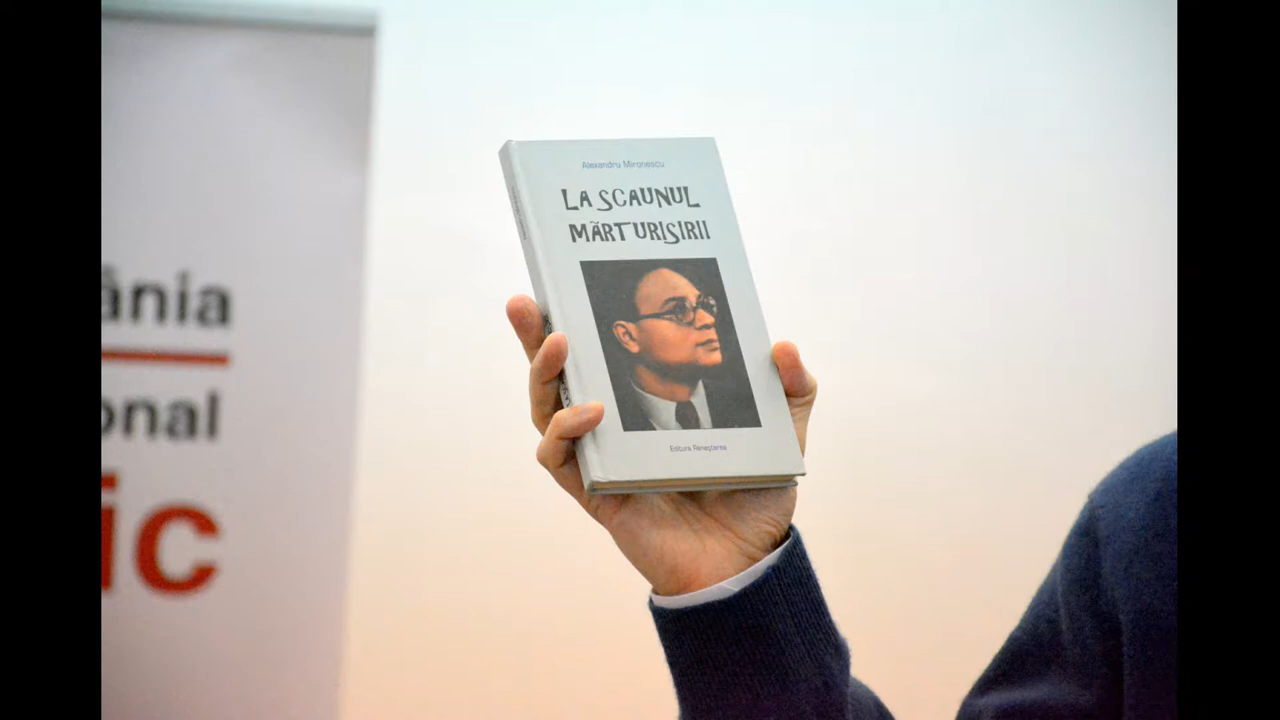 ânia
onal
ic
Alexandru Mironescu
LA SCAUNUL
MĂRTURISIRII
Editura Renașterea